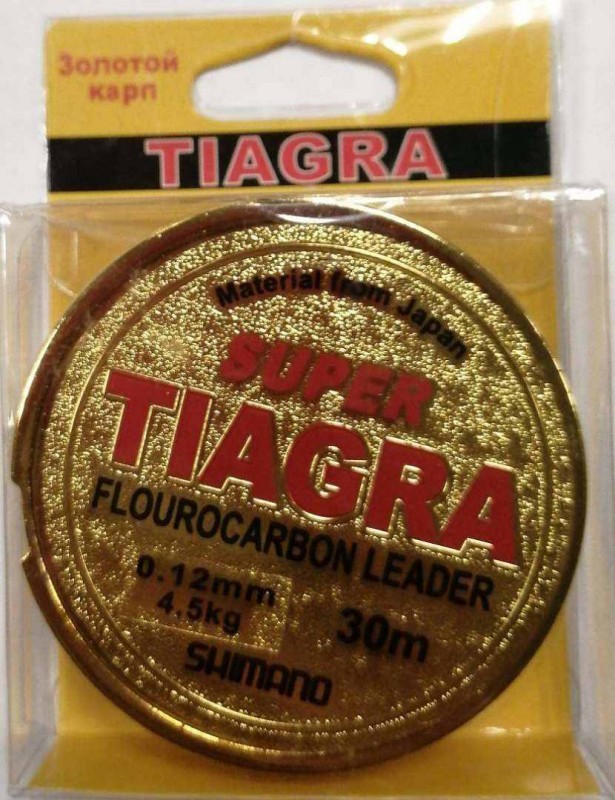 Золотой
карп
TIAGRA
Material from Japan
SUPER
TIAGRA
FLOUROCARBON LEADER
0.12mm
4.5kg
30m
SHIMANO